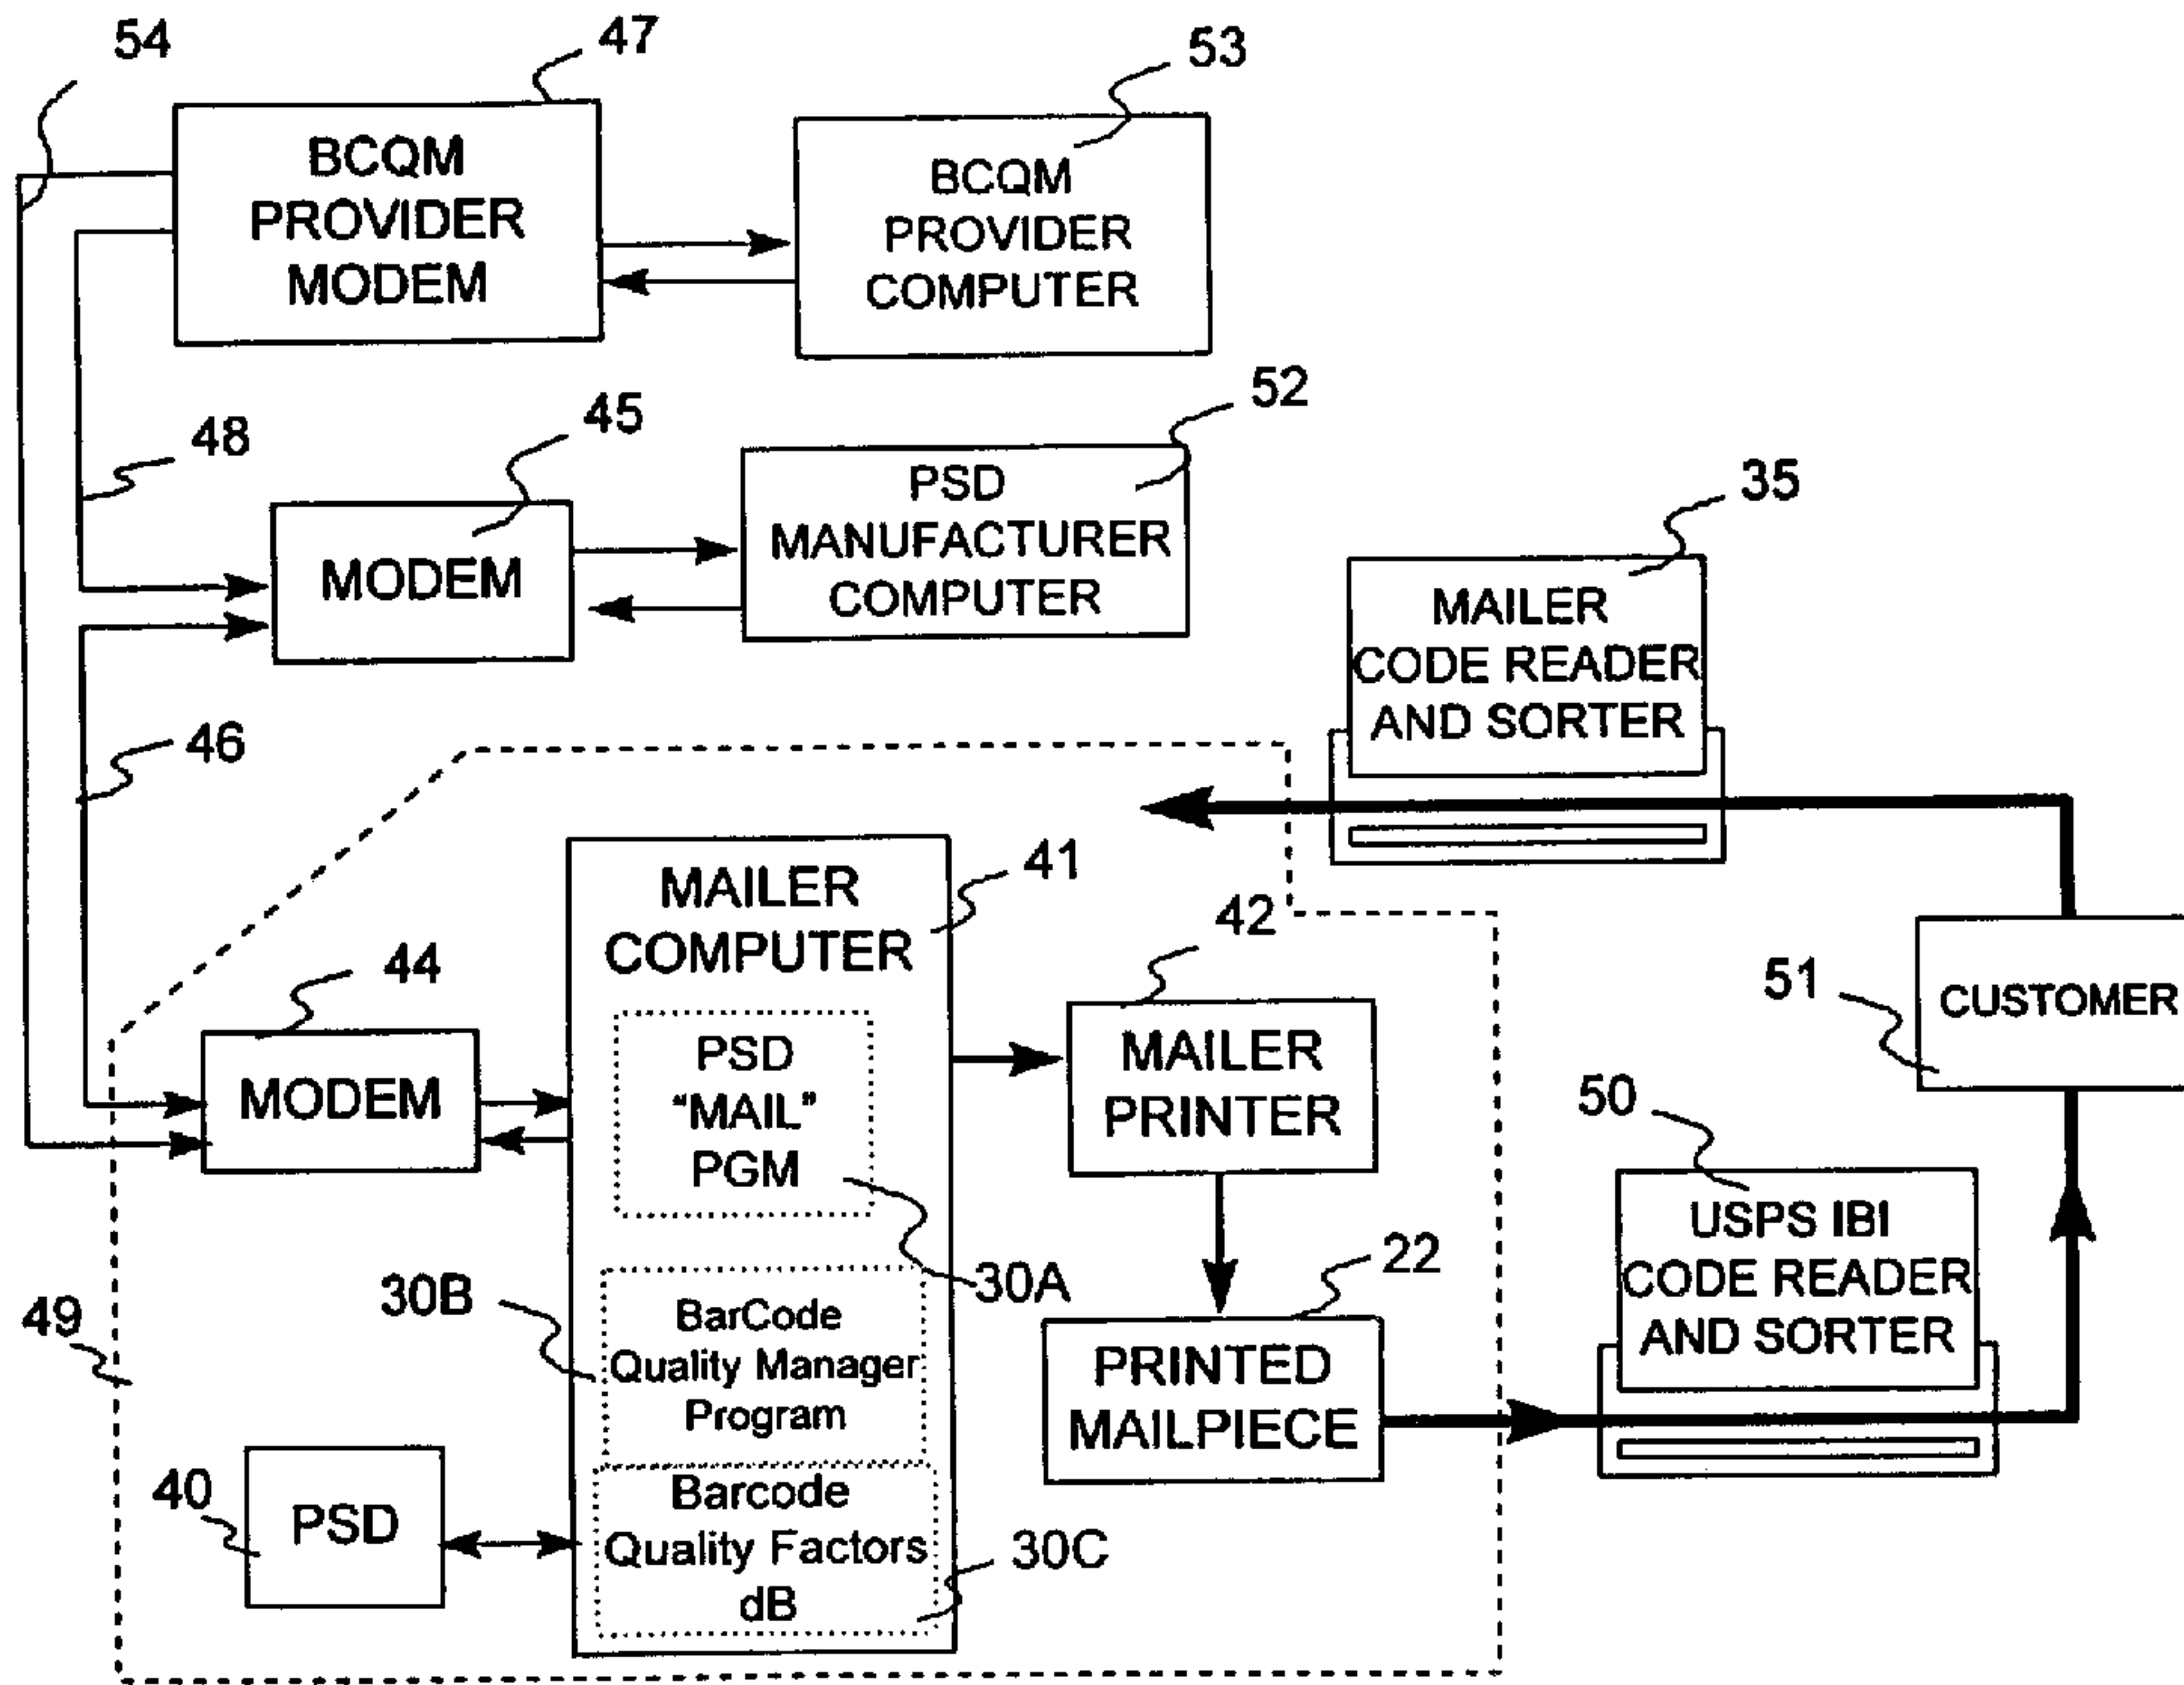 54
47
53
BCQM
PROVIDER
MODEM
BCQM
PROVIDER
COMPUTER
48
45
52
MODEM
PSD
MANUFACTURER
COMPUTER
35
MAILER
CODE READER
AND SORTER
46
41
MAILER
COMPUTER
42
44
MODEM
PSD
"MAIL"
PGM
MAILER
PRINTER
51
CUSTOMER
50
USPS IBI
CODE READER
AND SORTER
30A
22
30B
BarCode
Quality Manager
Program
PRINTED
MAILPIECE
49
40
PSD
Barcode
Quality Factors
dB
30C